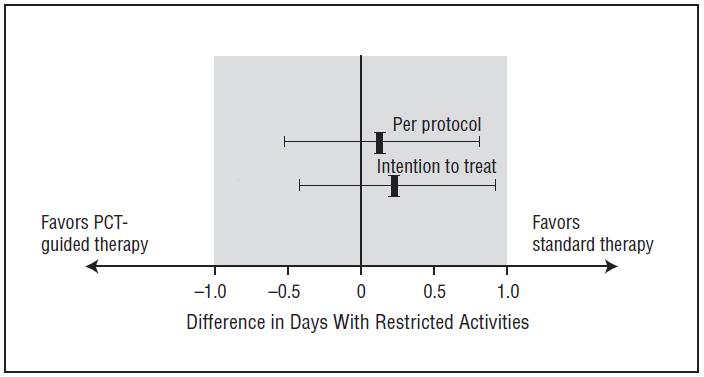 Per protocol
Intention to treat
Favors PCT-
guided therapy
Favors
standard therapy
–1.0 –0.5 0 0.5 1.0
Difference in Days With Restricted Activities